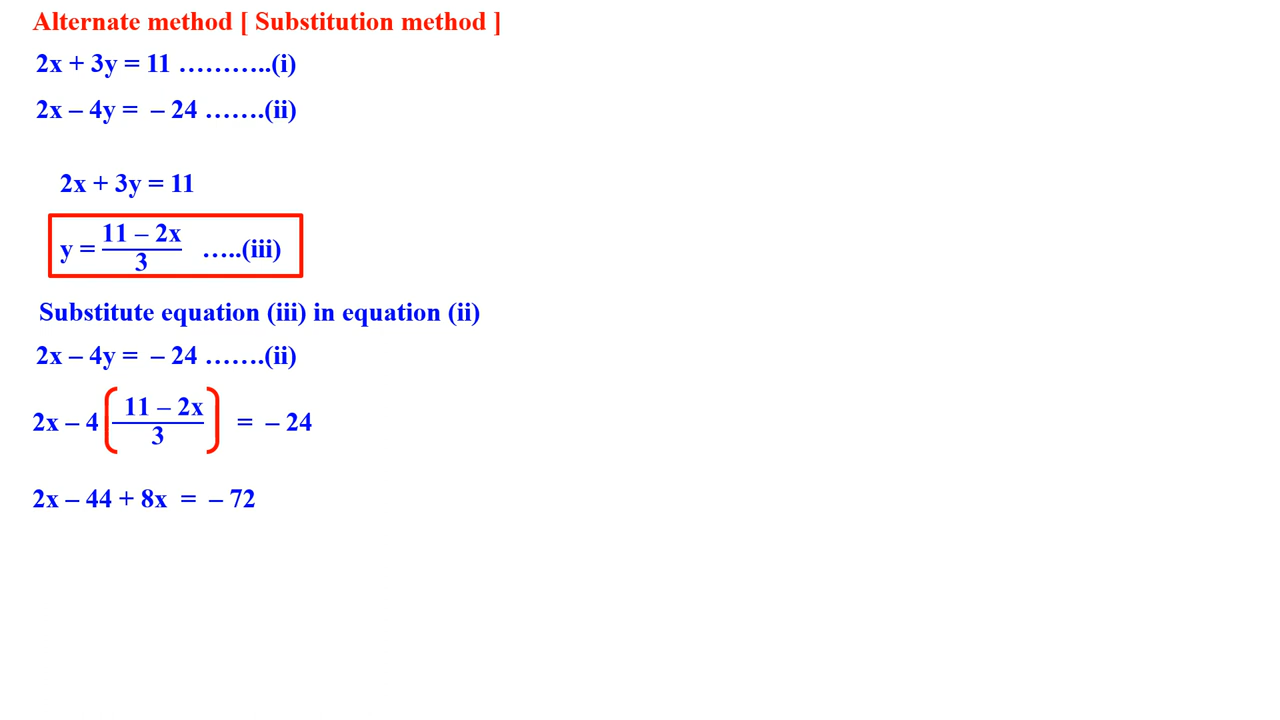 Alternate method [ Substitution method ]
2x + 3y = 11 ………..(i)
2x – 4y = – 24 …….(ii)
2x + 3y = 11
y = (11 – 2x)/3 …..(iii)
Substitute equation (iii) in equation (ii)
2x – 4y = – 24 …….(ii)
2x – 4 ( (11 – 2x)/3 ) = – 24
2x – 44 + 8x = – 72